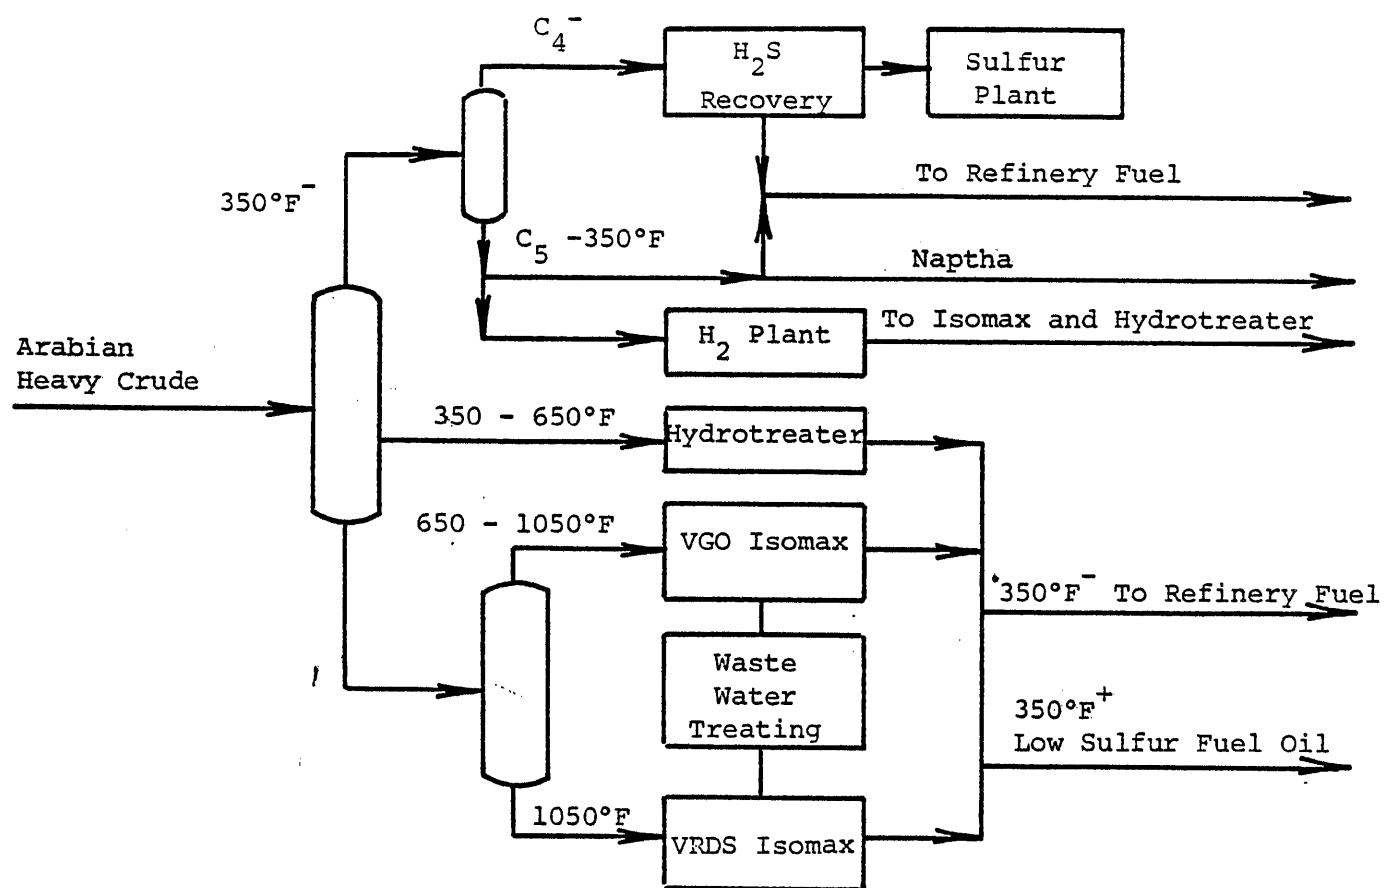 C4-
H2S
Recovery
Sulfur
Plant
350°F-
To Refinery Fuel
C5 -350°F
Naptha
H2 Plant
To Isomax and Hydrotreater
Arabian
Heavy Crude
350 - 650°F
Hydrotreater
650 - 1050°F
VGO Isomax
350°F- To Refinery Fuel
Waste
Water
Treating
350°F+
Low Sulfur Fuel Oil
1050°F
VRDS Isomax